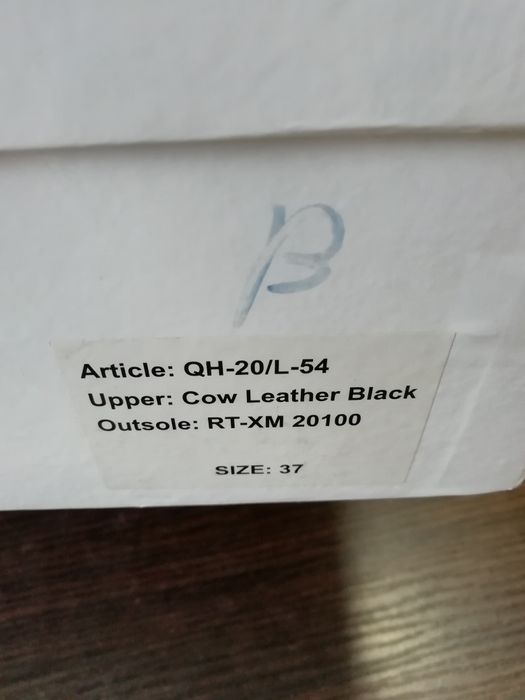 B
Article: QH-20/L-54
Upper: Cow Leather Black
Outsole: RT-XM 20100
SIZE: 37